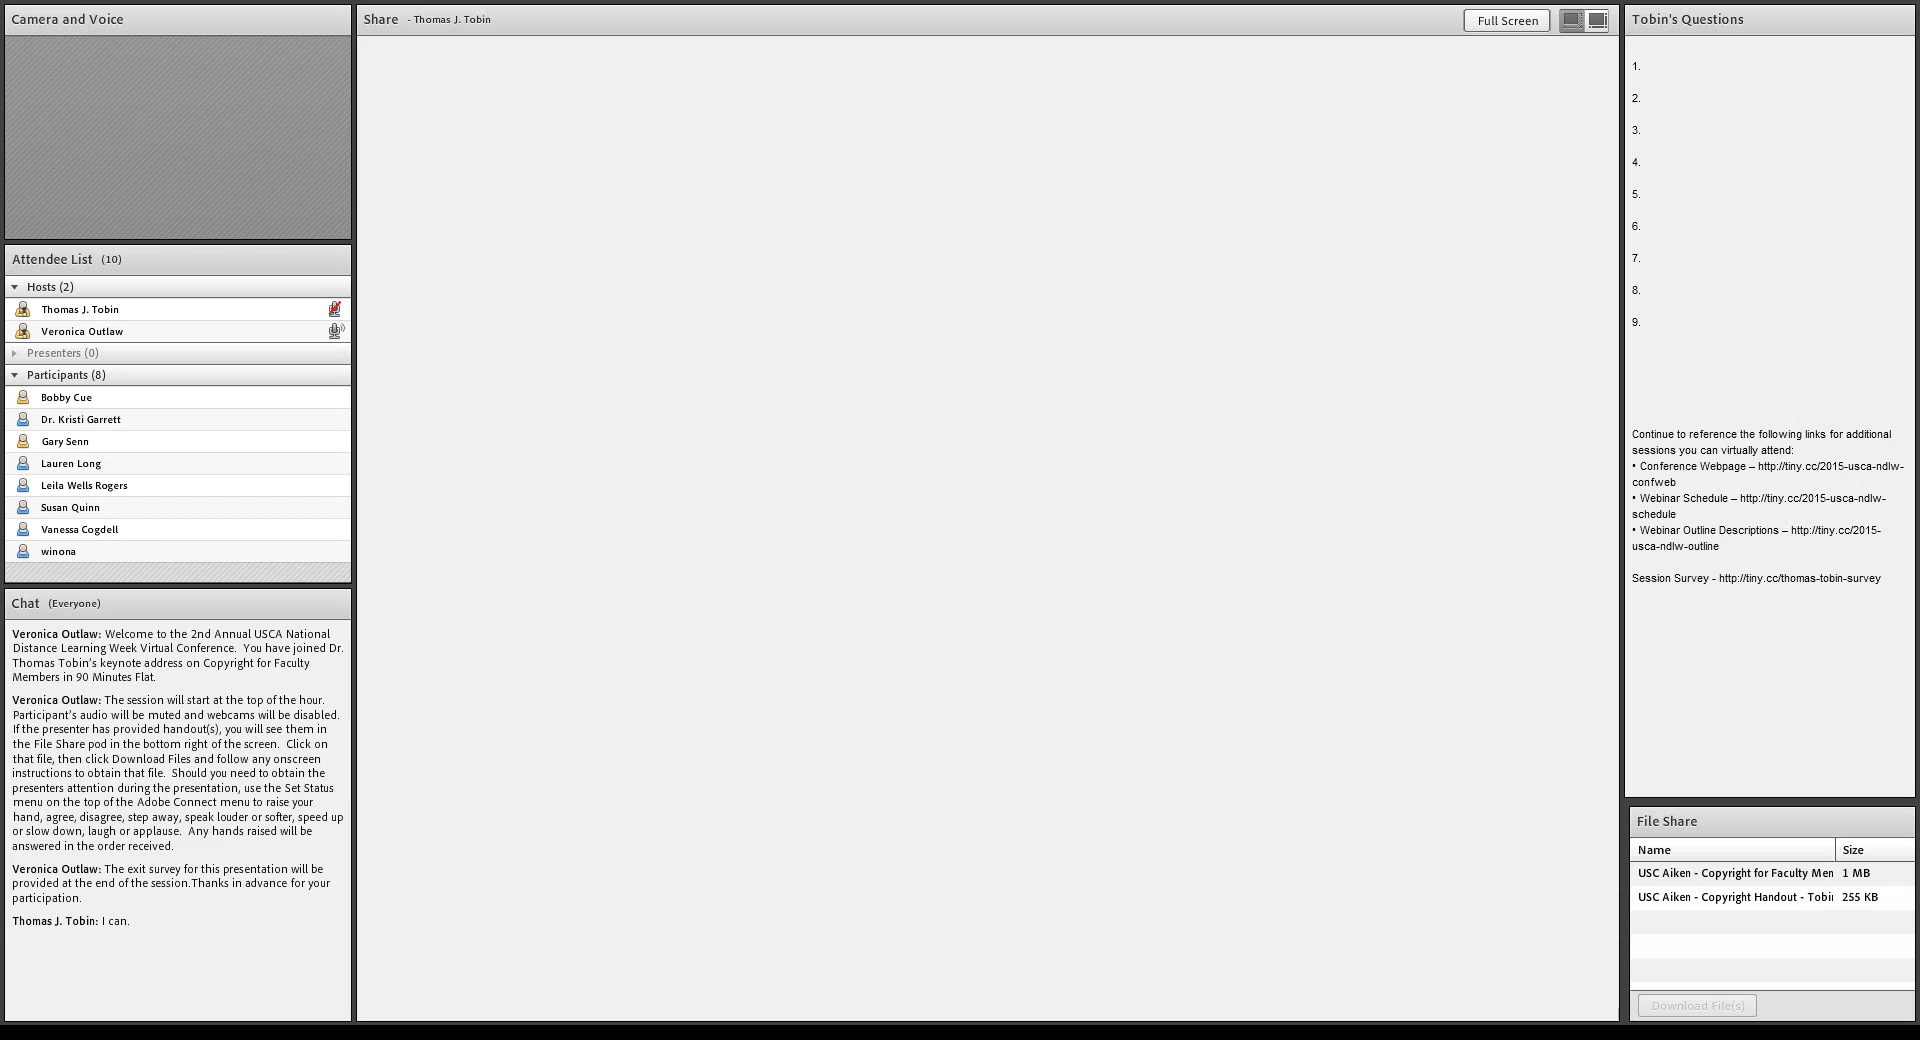 Camera and Voice
Attendee List (10)
Hosts (2)
Thomas J. Tobin
Veronica Outlaw
Presenters (0)
Participants (8)
Bobby Cue
Dr. Kristi Garrett
Gary Senn
Lauren Long
Leila Wells Rogers
Susan Quinn
Vanessa Cogdell
winona
Chat (Everyone)
Veronica Outlaw: Welcome to the 2nd Annual USCA National
Distance Learning Week Virtual Conference. You have joined Dr.
Thomas Tobin's keynote address on Copyright for Faculty
Members in 90 Minutes Flat.
Veronica Outlaw: The session will start at the top of the hour.
Participant's audio will be muted and webcams will be disabled.
If the presenter has provided handout(s), you will see them in
the File Share pod in the bottom right of the screen. Click on
that file, then click Download Files and follow any onscreen
instructions to obtain that file. Should you need to obtain the
presenters attention during the presentation, use the Set Status
menu on the top of the Adobe Connect menu to raise your
hand, agree, disagree, step away, speak louder or softer, speed up
or slow down, laugh or applause. Any hands raised will be
answered in the order received.
Veronica Outlaw: The exit survey for this presentation will be
provided at the end of the session.Thanks in advance for your
participation.
Thomas J. Tobin: I can.
Share - Thomas J. Tobin
Full Screen
Tobin's Questions
1.
2.
3.
4.
5.
6.
7.
8.
9.
Continue to reference the following links for additional
sessions you can virtually attend:
• Conference Webpage – http://tiny.cc/2015-usca-ndlw-
confweb
• Webinar Schedule – http://tiny.cc/2015-usca-ndlw-
schedule
• Webinar Outline Descriptions – http://tiny.cc/2015-
usca-ndlw-outline
Session Survey - http://tiny.cc/thomas-tobin-survey
File Share
Name Size
USC Aiken - Copyright for Faculty Men 1 MB
USC Aiken - Copyright Handout - Tobin 255 KB
Download File(s)